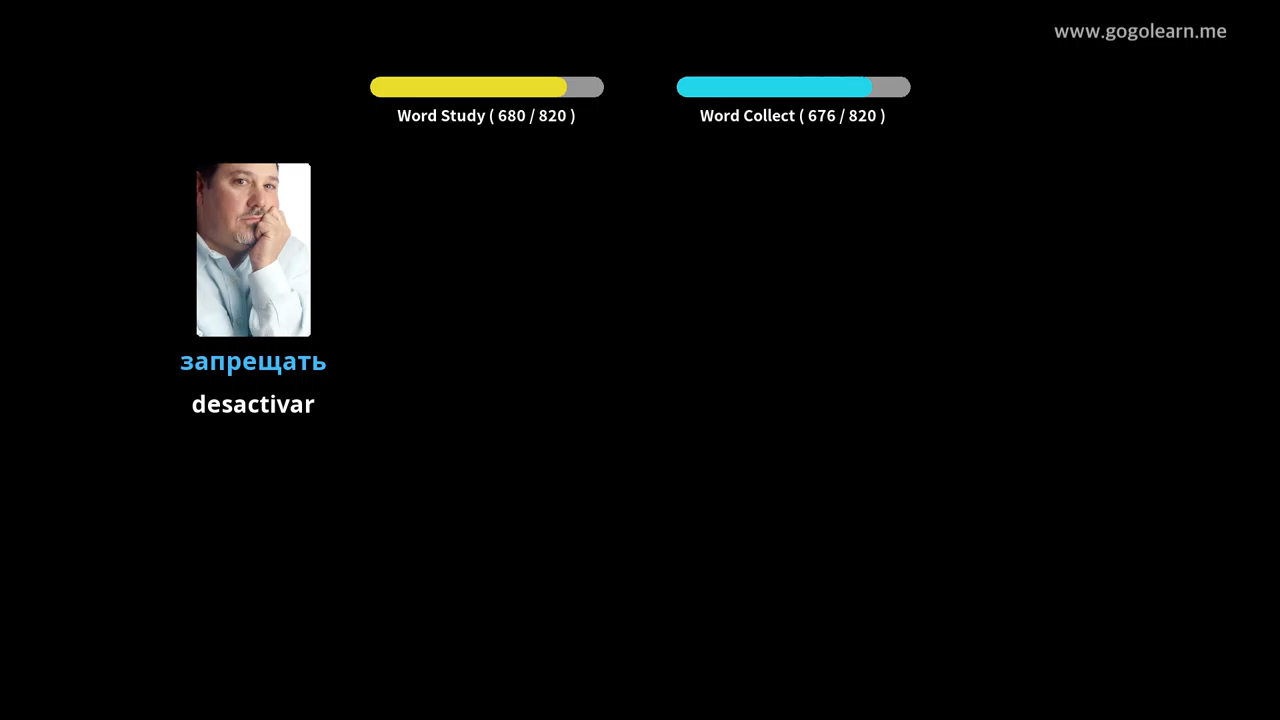 www.gogolearn.me
Word Study ( 680 / 820 )
Word Collect ( 676 / 820 )
запрещать
desactivar